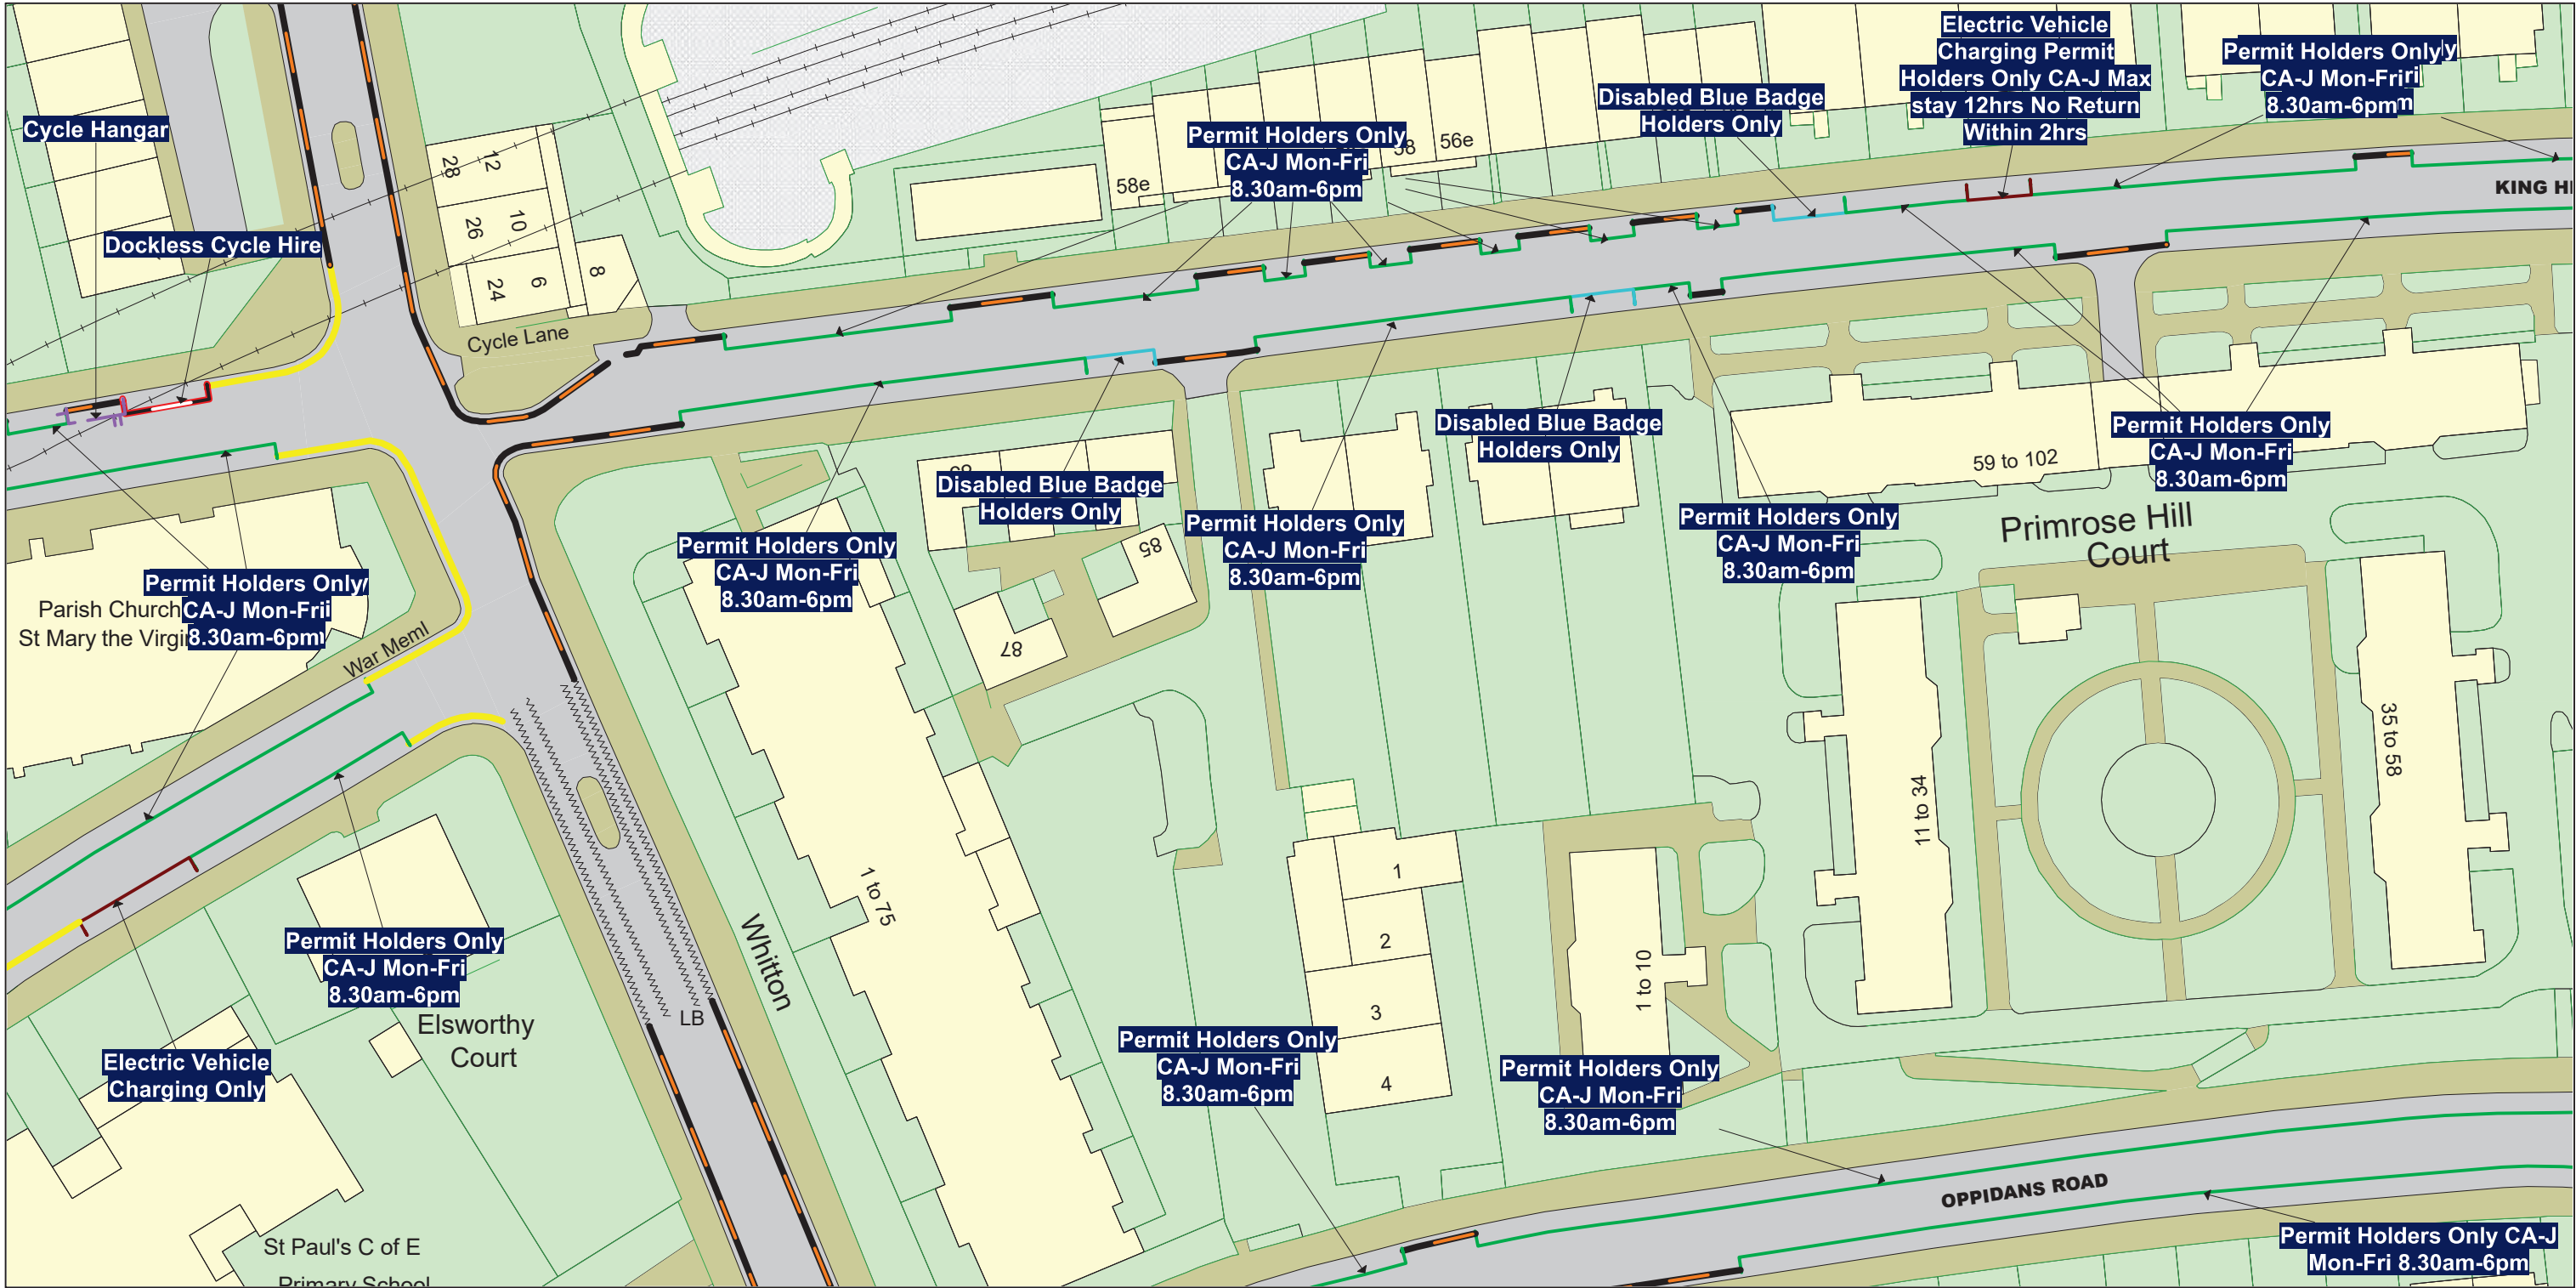 Electric Vehicle
Charging Permit
Holders Only CA-J Max
stay 12hrs No Return
Within 2hrs
Permit Holders Only
CA-J Mon-Fri
8.30am-6pm
Disabled Blue Badge
Holders Only
Cycle Hangar
Permit Holders Only
CA-J Mon-Fri
8.30am-6pm
58
56e
58e
28
12
26
10
24
6
8
Dockless Cycle Hire
Cycle Lane
Disabled Blue Badge
Holders Only
Permit Holders Only
CA-J Mon-Fri
8.30am-6pm
59 to 102
Disabled Blue Badge
Holders Only
Permit Holders Only
CA-J Mon-Fri
8.30am-6pm
Permit Holders Only
CA-J Mon-Fri
8.30am-6pm
Primrose Hill
Court
Permit Holders Only
CA-J Mon-Fri
8.30am-6pm
85
87
Permit Holders Only
CA-J Mon-Fri
8.30am-6pm
Parish Church
St Mary the
War Meml
35 to 58
11 to 34
1 to 75
1
2
3
4
1 to 10
Whitton
LB
Permit Holders Only
CA-J Mon-Fri
8.30am-6pm
Elsworthy
Court
Electric Vehicle
Charging Only
Permit Holders Only
CA-J Mon-Fri
8.30am-6pm
Permit Holders Only
CA-J Mon-Fri
8.30am-6pm
OPPIDANS ROAD
St Paul's C of E
Primary School
Permit Holders Only CA-J
Mon-Fri 8.30am-6pm
KING